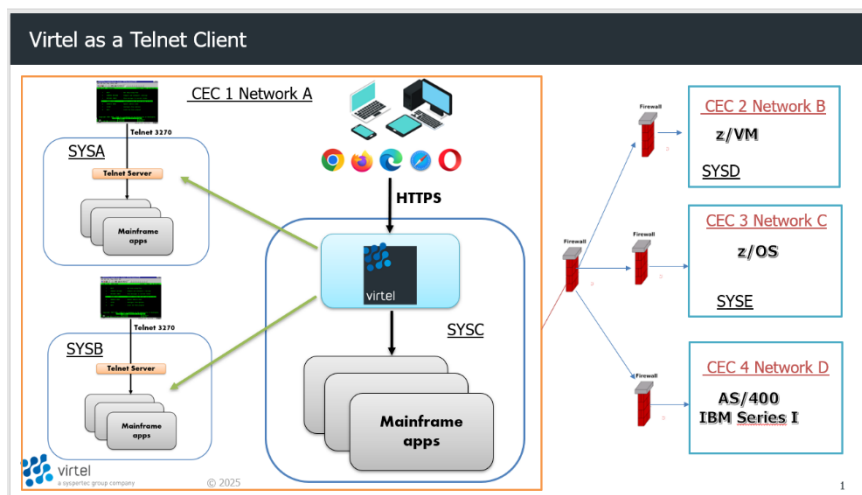 Virtel as a Telnet Client
CEC 1 Network A
Telnet 3270
SYSA
Telnet Server
Mainframe
apps
Telnet 3270
SYSB
Telnet Server
Mainframe
apps
HTTPS
virtel
SYSC
Mainframe
apps
Firewall
Firewall
CEC 2 Network B
z/VM
SYSD
Firewall
CEC 3 Network C
z/OS
SYSE
Firewall
CEC 4 Network D
AS/400
IBM Series I
virtel
a syspertec group company
© 2025
1